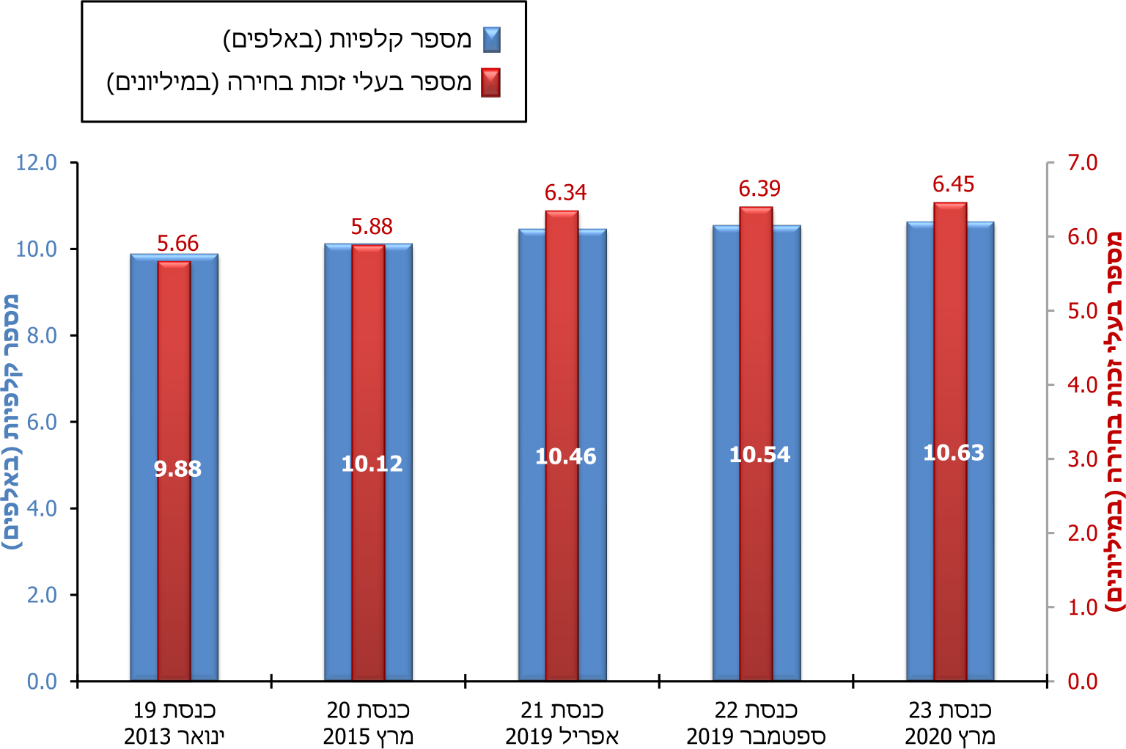 מספר קלפיות (באלפים)
מספר בעלי זכות בחירה (במיליונים)
12.0
10.0
8.0
6.0
4.0
2.0
0.0
מספר קלפיות (באלפים)
7.0
6.0
5.0
4.0
3.0
2.0
1.0
0.0
מספר בעלי זכות בחירה (במיליונים)
5.66
5.88
6.34
6.39
6.45
9.88
10.12
10.46
10.54
10.63
כנסת 19
ינואר 2013
כנסת 20
מרץ 2015
כנסת 21
אפריל 2019
כנסת 22
ספטמבר 2019
כנסת 23
מרץ 2020